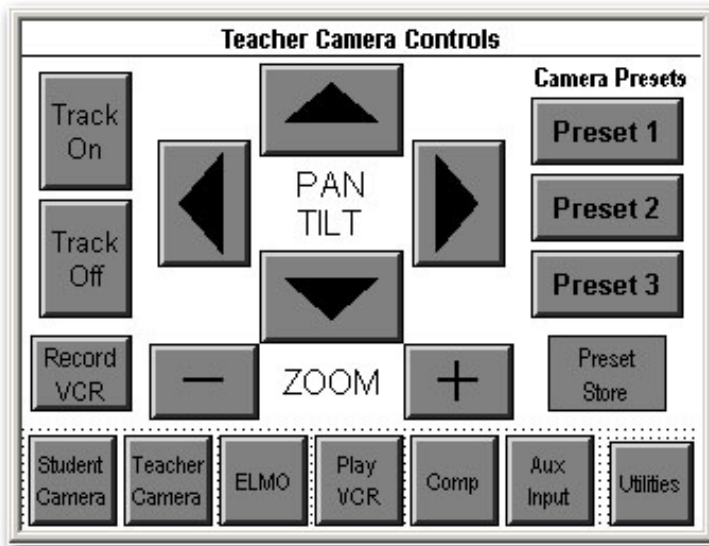 Teacher Camera Controls
Camera Presets
Track
On
PAN
TILT
Preset 1
Preset 2
Track
Off
Preset 3
Record
VCR
−
ZOOM
+
Preset
Store
Student
Camera
Teacher
Camera
ELMO
Play
VCR
Comp
Aux
Input
Utilities